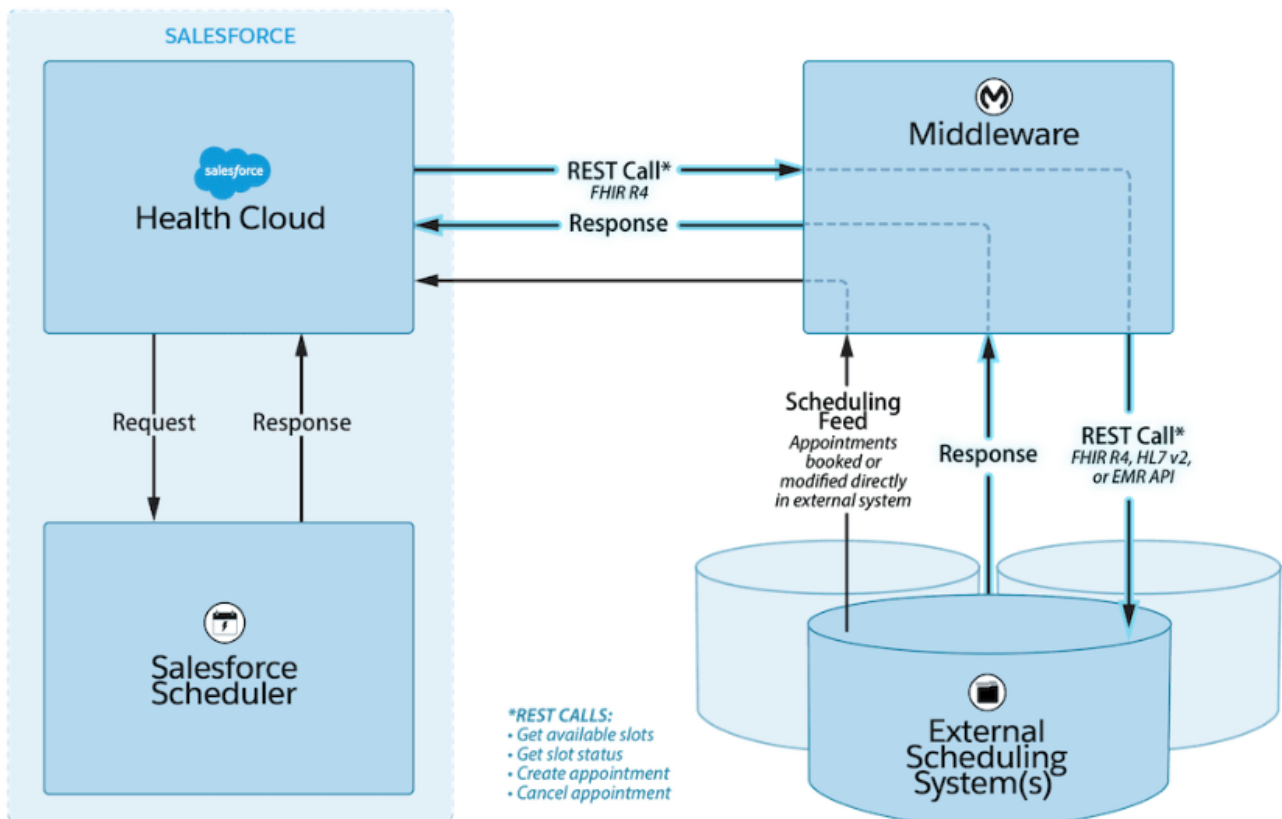 SALESFORCE
salesforce
Health Cloud
Middleware
REST Call*
FHIR R4
Response
Request
Response
Scheduling
Feed
Appointments
booked or
modified directly
in external system
Response
REST Call*
FHIR R4, HL7 v2,
or EMR API
Salesforce
Scheduler
*REST CALLS:
• Get available slots
• Get slot status
• Create appointment
• Cancel appointment
External
Scheduling
System(s)